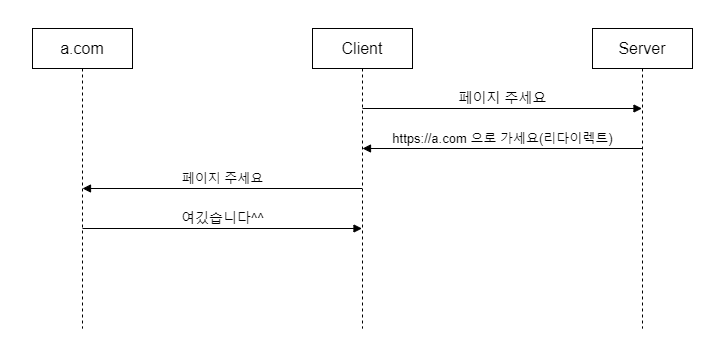 a.com
Client
Server
페이지 주세요
https://a.com 으로 가세요(리다이렉트)
페이지 주세요
여깄습니다^^